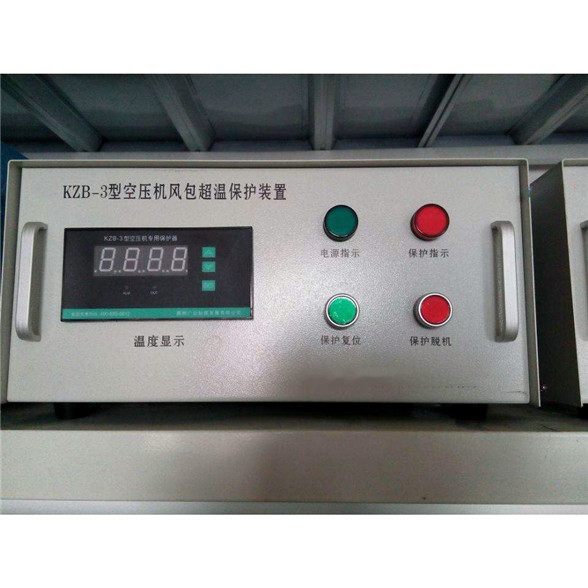 KZB-3型空压机风包超温保护装置
KZB-3型空压机专用保护器
8.8.8.8
温度显示
电源指示
保护指示
保护复位
保护脱机